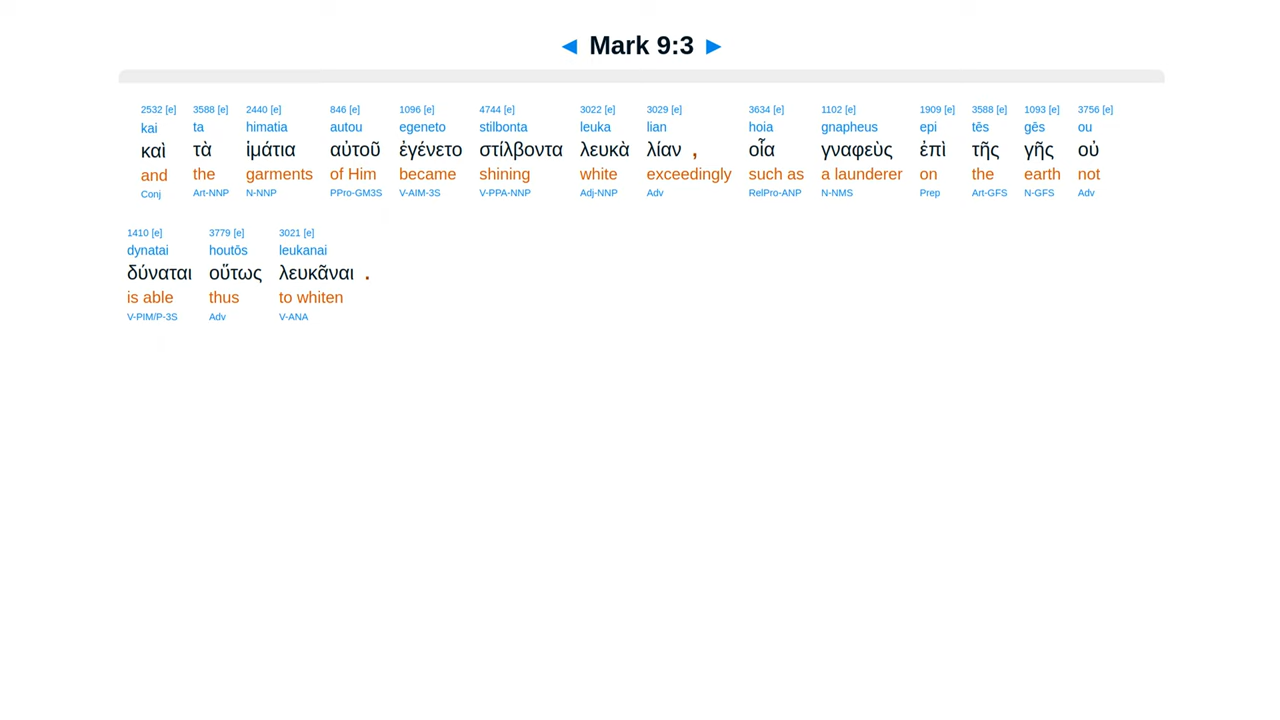 ◄ Mark 9:3 ►
2532 [e] 3588 [e] 2440 [e] 846 [e] 1096 [e] 4744 [e] 3022 [e] 3029 [e] 3634 [e] 1102 [e] 1909 [e] 3588 [e] 1093 [e] 3756 [e]
kai ta himatia autou egeneto stilbonta leuka lian hoia gnapheus epi tēs gēs ou
καὶ τὰ ἱμάτια αὐτοῦ ἐγένετο στίλβοντα λευκὰ λίαν , οἷα γναφεὺς ἐπὶ τῆς γῆς οὐ
and the garments of Him became shining white exceedingly such as a launderer on the earth not
Conj Art-NNP N-NNP PPro-GM3S V-AIM-3S V-PPA-NNP Adj-NNP Adv RelPro-ANP N-NMS Prep Art-GFS N-GFS Adv
1410 [e] 3779 [e] 3021 [e]
dynatai houtōs leukanai
δύναται οὕτως λευκᾶναι .
is able thus to whiten
V-PIM/P-3S Adv V-ANA